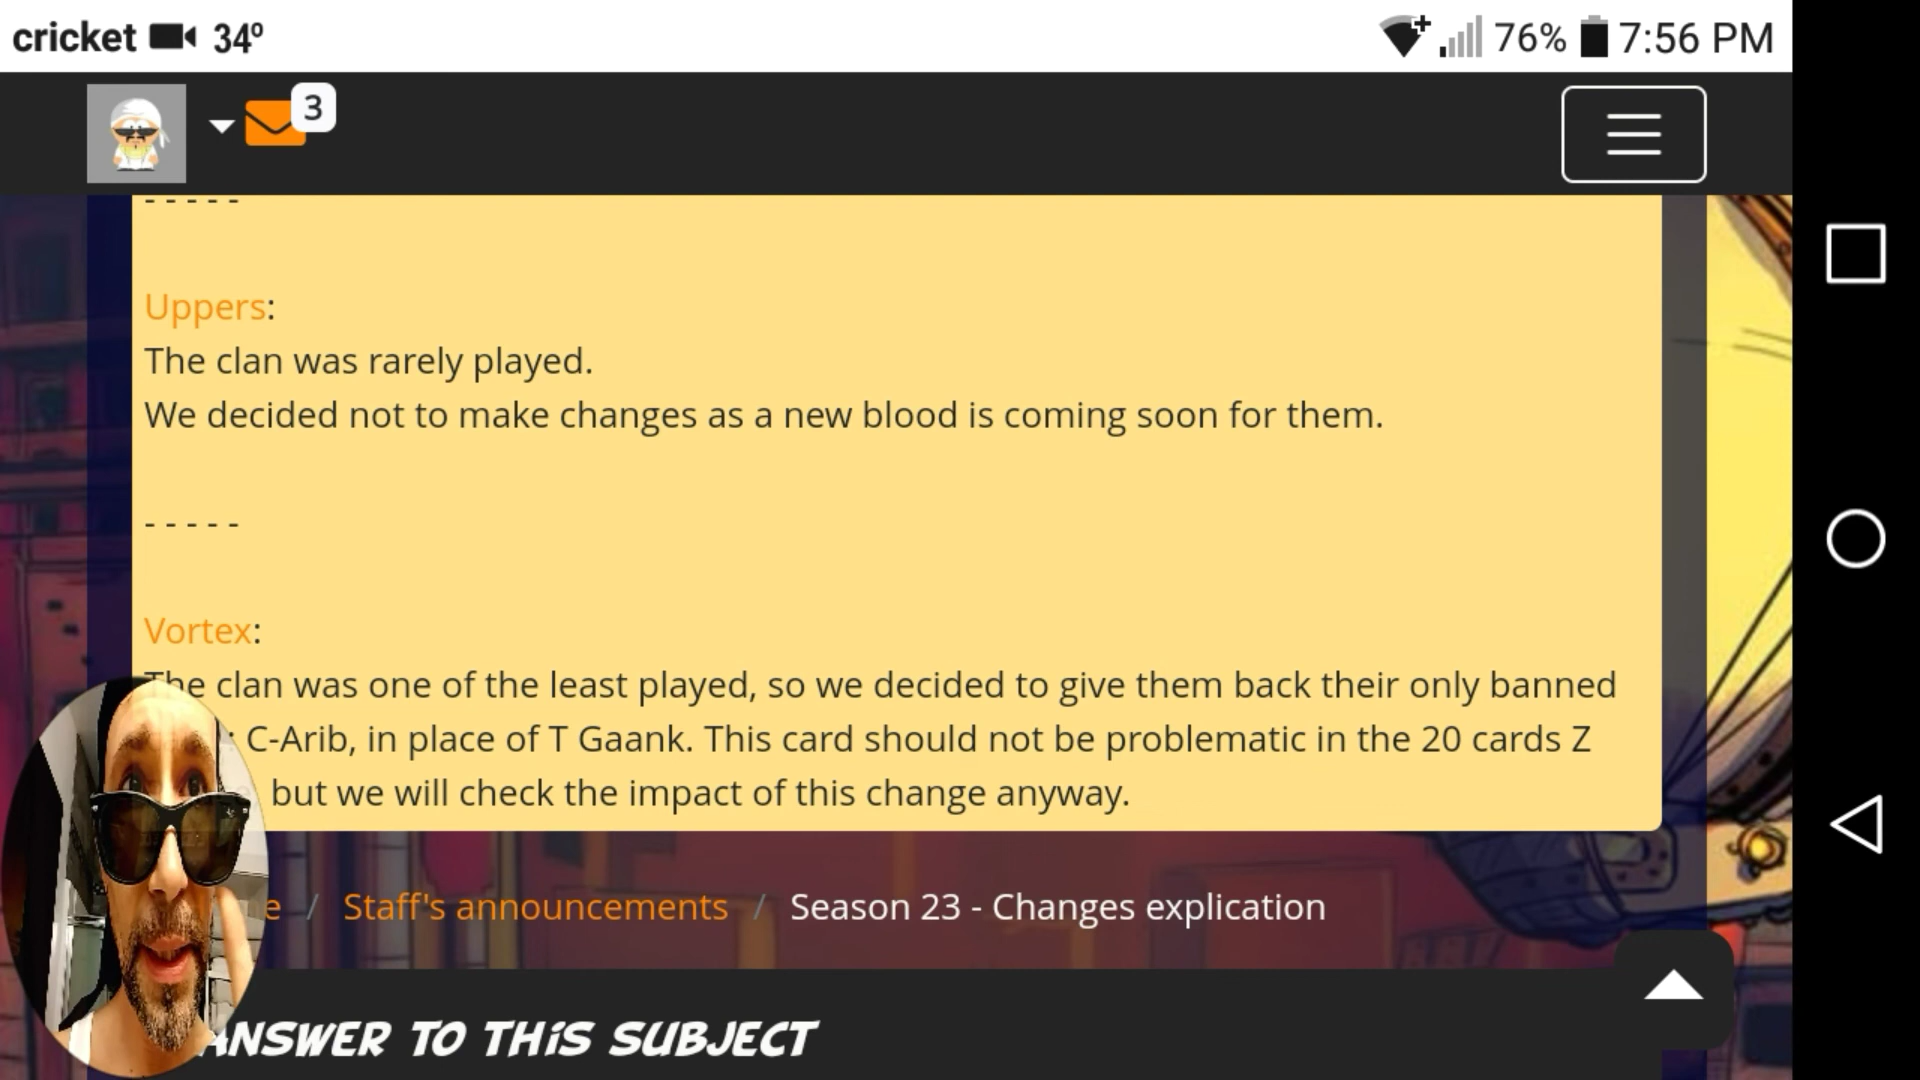 cricket 34º 76% 7:56 PM
3
- - - - -
Uppers:
The clan was rarely played.
We decided not to make changes as a new blood is coming soon for them.
- - - - -
Vortex:
The clan was one of the least played, so we decided to give them back their only banned
: C-Arib, in place of T Gaank. This card should not be problematic in the 20 cards Z
but we will check the impact of this change anyway.
e / Staff's announcements / Season 23 - Changes explication
ANSWER TO THIS SUBJECT